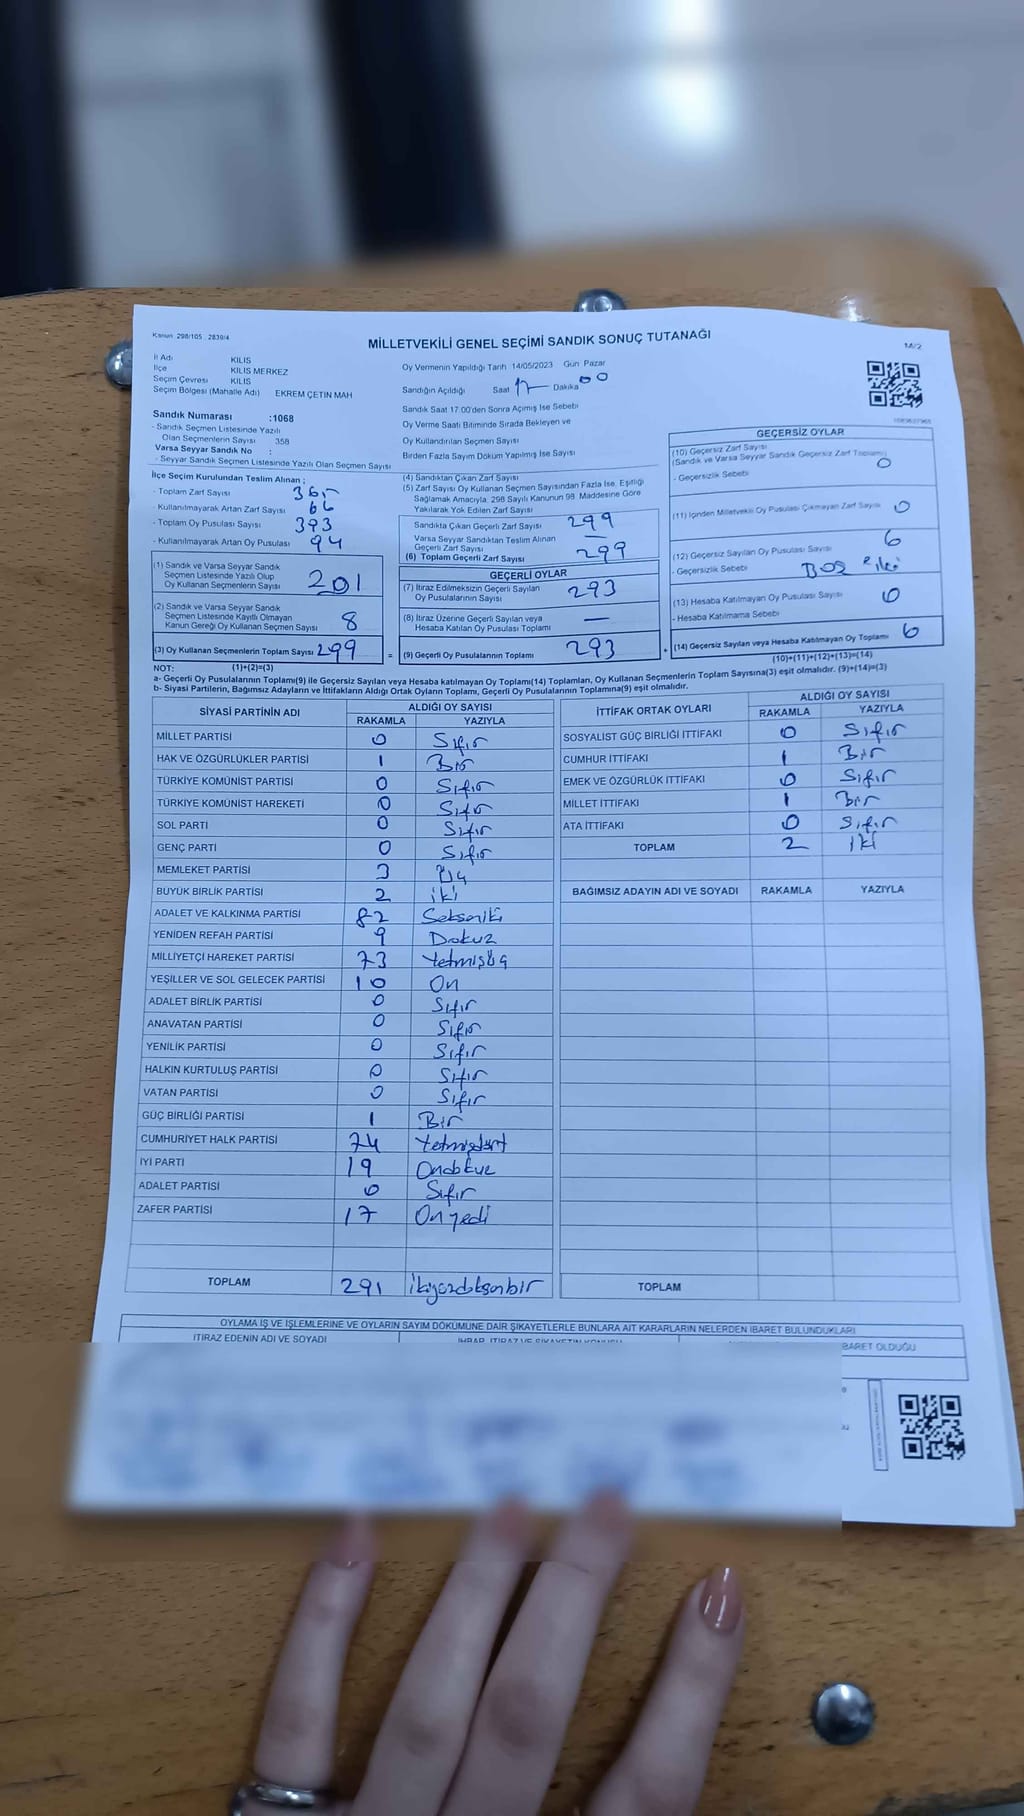 Kanun 298/105 2839/4
MİLLETVEKİLİ GENEL SEÇİMİ SANDIK SONUÇ TUTANAĞI
M/2
İl Adı KİLİS
İlçe KİLİS MERKEZ
Seçim Çevresi KİLİS
Seçim Bölgesi (Mahalle Adı) EKREM ÇETİN MAH
Sandık Numarası :1068
- Sandık Seçmen Listesinde Yazılı
Olan Seçmenlerin Sayısı 358
Varsa Seyyar Sandık No :
- Seyyar Sandık Seçmen Listesinde Yazılı Olan Seçmen Sayısı
Oy Vermenin Yapıldığı Tarih 14/05/2023 Gün Pazar
Sandığın Açıldığı Saat 17 Dakika 00
Sandık Saat 17:00'den Sonra Açımış Ise Sebebi
Oy Verme Saati Bitiminde Sırada Bekleyen ve
Oy Kullandırılan Seçmen Sayısı
Birden Fazla Sayım Döküm Yapılmış İse Sayısı
İlçe Seçim Kurulundan Teslim Alınan ;
- Toplam Zarf Sayısı 365
- Kullanılmayarak Artan Zarf Sayısı 66
- Toplam Oy Pusulası Sayısı 393
- Kullanılmayarak Artan Oy Pusulası 94
(1) Sandık ve Varsa Seyyar Sandık
Seçmen Listesinde Yazılı Olup
Oy Kullanan Seçmenlerin Sayısı 201
(2) Sandık ve Varsa Seyyar Sandık
Seçmen Listesinde Kayıtlı Olmayan
Kanun Gereği Oy Kullanan Seçmen Sayısı 8
(3) Oy Kullanan Seçmenlerin Toplam Sayısı 299
(4) Sandıktan Çıkan Zarf Sayısı
(5) Zarf Sayısı Oy Kullanan Seçmen Sayısından Fazla İse, Eşitliği
Sağlamak Amacıyla; 298 Sayılı Kanunun 98. Maddesine Göre
Yakılarak Yok Edilen Zarf Sayısı
Sandıkta Çıkan Geçerli Zarf Sayısı 299
Varsa Seyyar Sandıktan Teslim Alınan
Geçerli Zarf Sayısı —
(6) Toplam Geçerli Zarf Sayısı 299
GEÇERLİ OYLAR
(7) İtiraz Edilmeksizin Geçerli Sayılan
Oy Pusulalarının Sayısı 293
(8) İtiraz Üzerine Geçerli Sayılan veya
Hesaba Katılan Oy Pusulası Toplamı —
= (9) Geçerli Oy Pusulalarının Toplamı 293
GEÇERSİZ OYLAR
(10) Geçersiz Zarf Sayısı
(Sandık ve Varsa Seyyar Sandık Geçersiz Zarf Toplamı) 0
- Geçersizlik Sebebi
(11) İçinden Milletvekili Oy Pusulası Çıkmayan Zarf Sayısı 0
(12) Geçersiz Sayılan Oy Pusulası Sayısı 6
- Geçersizlik Sebebi Boş
(13) Hesaba Katılmayan Oy Pusulası Sayısı 0
- Hesaba Katılmama Sebebi
+ (14) Geçersiz Sayılan veya Hesaba Katılmayan Oy Toplamı 6
NOT: (1)+(2)=(3)
(10)+(11)+(12)+(13)=(14)
a- Geçerli Oy Pusulalarının Toplamı(9) ile Geçersiz Sayılan veya Hesaba katılmayan Oy Toplamı(14) Toplamları, Oy Kullanan Seçmenlerin Toplam Sayısına(3) eşit olmalıdır. (9)+(14)=(3)
b- Siyasi Partilerin, Bağımsız Adayların ve İttifakların Aldığı Ortak Oyların Toplamı, Geçerli Oy Pusulalarının Toplamına(9) eşit olmalıdır.
SİYASİ PARTİNİN ADI ALDIĞI OY SAYISI
RAKAMLA YAZIYLA
MİLLET PARTİSİ 0 Sıfır
HAK VE ÖZGÜRLÜKLER PARTİSİ 1 Bir
TÜRKİYE KOMÜNİST PARTİSİ 0 Sıfır
TÜRKİYE KOMÜNİST HAREKETİ 0 Sıfır
SOL PARTİ 0 Sıfır
GENÇ PARTİ 0 Sıfır
MEMLEKET PARTİSİ 3 Üç
BÜYÜK BİRLİK PARTİSİ 2 iki
ADALET VE KALKINMA PARTİSİ 82 Sekseniki
YENİDEN REFAH PARTİSİ 9 Dokuz
MİLLİYETÇİ HAREKET PARTİSİ 73 Yetmişüç
YEŞİLLER VE SOL GELECEK PARTİSİ 10 On
ADALET BİRLİK PARTİSİ 0 Sıfır
ANAVATAN PARTİSİ 0 Sıfır
YENİLİK PARTİSİ 0 Sıfır
HALKIN KURTULUŞ PARTİSİ 0 Sıfır
VATAN PARTİSİ 0 Sıfır
GÜÇ BİRLİĞİ PARTİSİ 1 Bir
CUMHURİYET HALK PARTİSİ 74 Yetmişdört
İYİ PARTİ 19 Ondokuz
ADALET PARTİSİ 0 Sıfır
ZAFER PARTİSİ 17 Onyedi
TOPLAM 291 ikiyüzdoksanbir
İTTİFAK ORTAK OYLARI ALDIĞI OY SAYISI
RAKAMLA YAZIYLA
SOSYALİST GÜÇ BİRLİĞİ İTTİFAKI 0 Sıfır
CUMHUR İTTİFAKI 1 Bir
EMEK VE ÖZGÜRLÜK İTTİFAKI 0 Sıfır
MİLLET İTTİFAKI 1 Bir
ATA İTTİFAKI 0 Sıfır
TOPLAM 2 İki
BAĞIMSIZ ADAYIN ADI VE SOYADI RAKAMLA YAZIYLA
TOPLAM
OYLAMA İŞ VE İŞLEMLERİNE VE OYLARIN SAYIM DÖKÜMÜNE DAİR ŞİKAYETLERLE BUNLARA AİT KARARLARIN NELERDEN İBARET BULUNDUKLARI
İTİRAZ EDENİN ADI VE SOYADI
BARET OLDUĞU